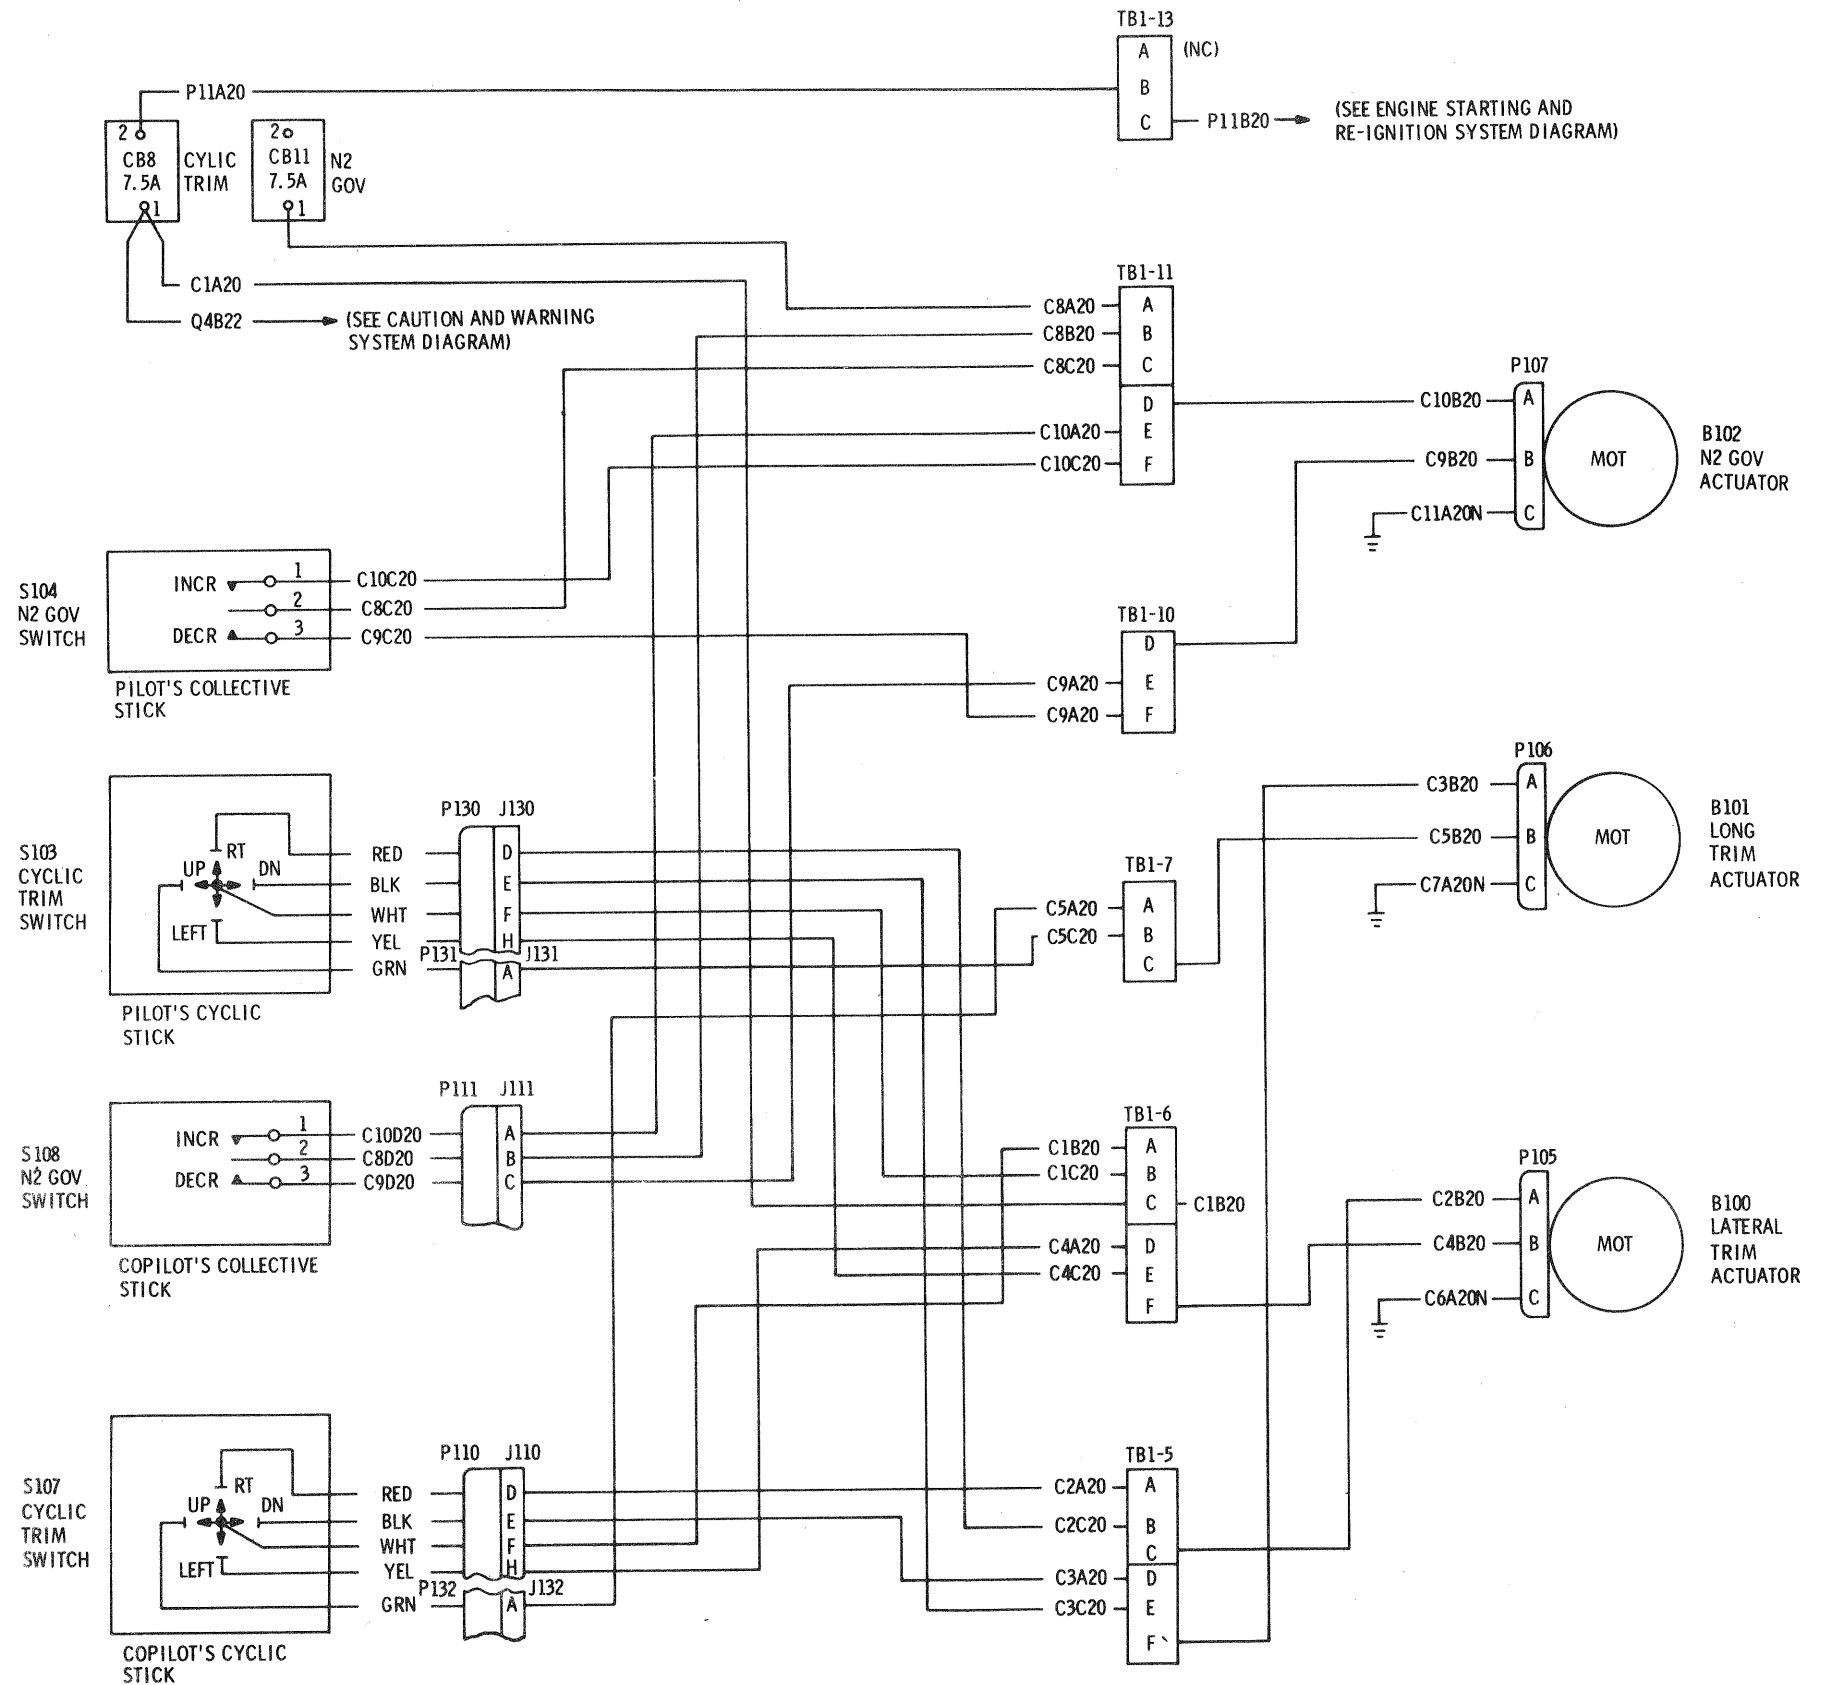 TB1-13
A (NC)
B
C P11B20
(SEE ENGINE STARTING AND
RE-IGNITION SYSTEM DIAGRAM)
P11A20
2
CB8
7.5A
1
CYLIC
TRIM
2
CB11
7.5A
1
N2
GOV
C1A20
Q4B22
(SEE CAUTION AND WARNING
SYSTEM DIAGRAM)
TB1-11
C8A20 A
C8B20 B
C8C20 C
D
C10A20 E
C10C20 F
P107
C10B20 A
C9B20 B
C11A20N C
MOT
B102
N2 GOV
ACTUATOR
S104
N2 GOV
SWITCH
INCR 1 C10C20
2 C8C20
DECR 3 C9C20
PILOT'S COLLECTIVE
STICK
TB1-10
D
C9A20 E
C9A20 F
S103
CYCLIC
TRIM
SWITCH
RT
UP DN
LEFT
RED
BLK
WHT
YEL
GRN
P130 J130
D
E
F
H
P131 J131
A
PILOT'S CYCLIC
STICK
TB1-7
C5A20 A
C5C20 B
C
P106
C3B20 A
C5B20 B
C7A20N C
MOT
B101
LONG
TRIM
ACTUATOR
S108
N2 GOV
SWITCH
INCR 1 C10D20
2 C8D20
DECR 3 C9D20
P111 J111
A
B
C
COPILOT'S COLLECTIVE
STICK
TB1-6
C1B20 A
C1C20 B
C C1B20
C4A20 D
C4C20 E
F
P105
C2B20 A
C4B20 B
C6A20N C
MOT
B100
LATERAL
TRIM
ACTUATOR
S107
CYCLIC
TRIM
SWITCH
RT
UP DN
LEFT
RED
BLK
WHT
YEL
GRN
P110 J110
D
E
F
H
P132 J132
A
COPILOT'S CYCLIC
STICK
TB1-5
C2A20 A
C2C20 B
C
C3A20 D
C3C20 E
F